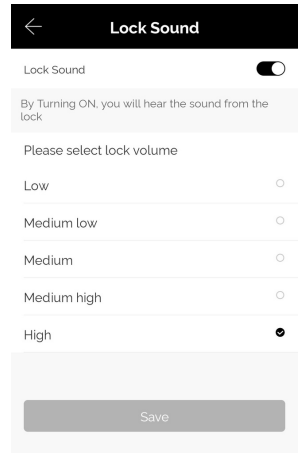 Lock Sound
Lock Sound
By Turning ON, you will hear the sound from the
lock
Please select lock volume
Low
Medium low
Medium
Medium high
High
Save